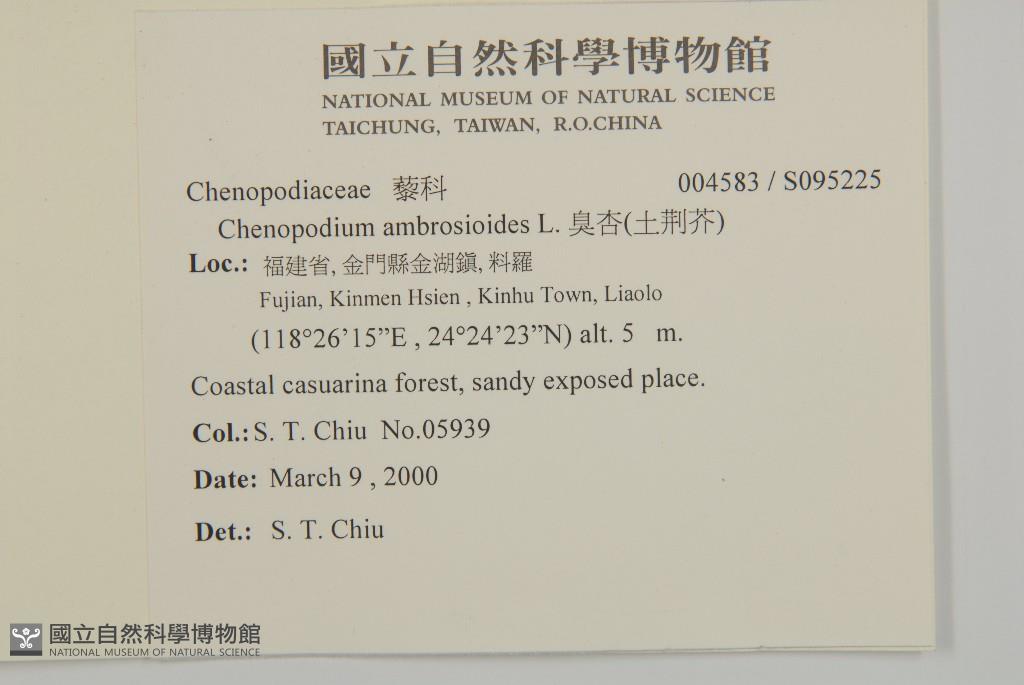 國立自然科學博物館
NATIONAL MUSEUM OF NATURAL SCIENCE
TAICHUNG, TAIWAN, R.O.CHINA
Chenopodiaceae 藜科 004583 / S095225
Chenopodium ambrosioides L. 臭杏(土荆芥)
Loc.: 福建省, 金門縣金湖鎮, 料羅
Fujian, Kinmen Hsien , Kinhu Town, Liaolo
(118°26’15”E , 24°24’23”N) alt. 5 m.
Coastal casuarina forest, sandy exposed place.
Col.: S. T. Chiu No.05939
Date: March 9 , 2000
Det.: S. T. Chiu
國立自然科學博物館
NATIONAL MUSEUM OF NATURAL SCIENCE